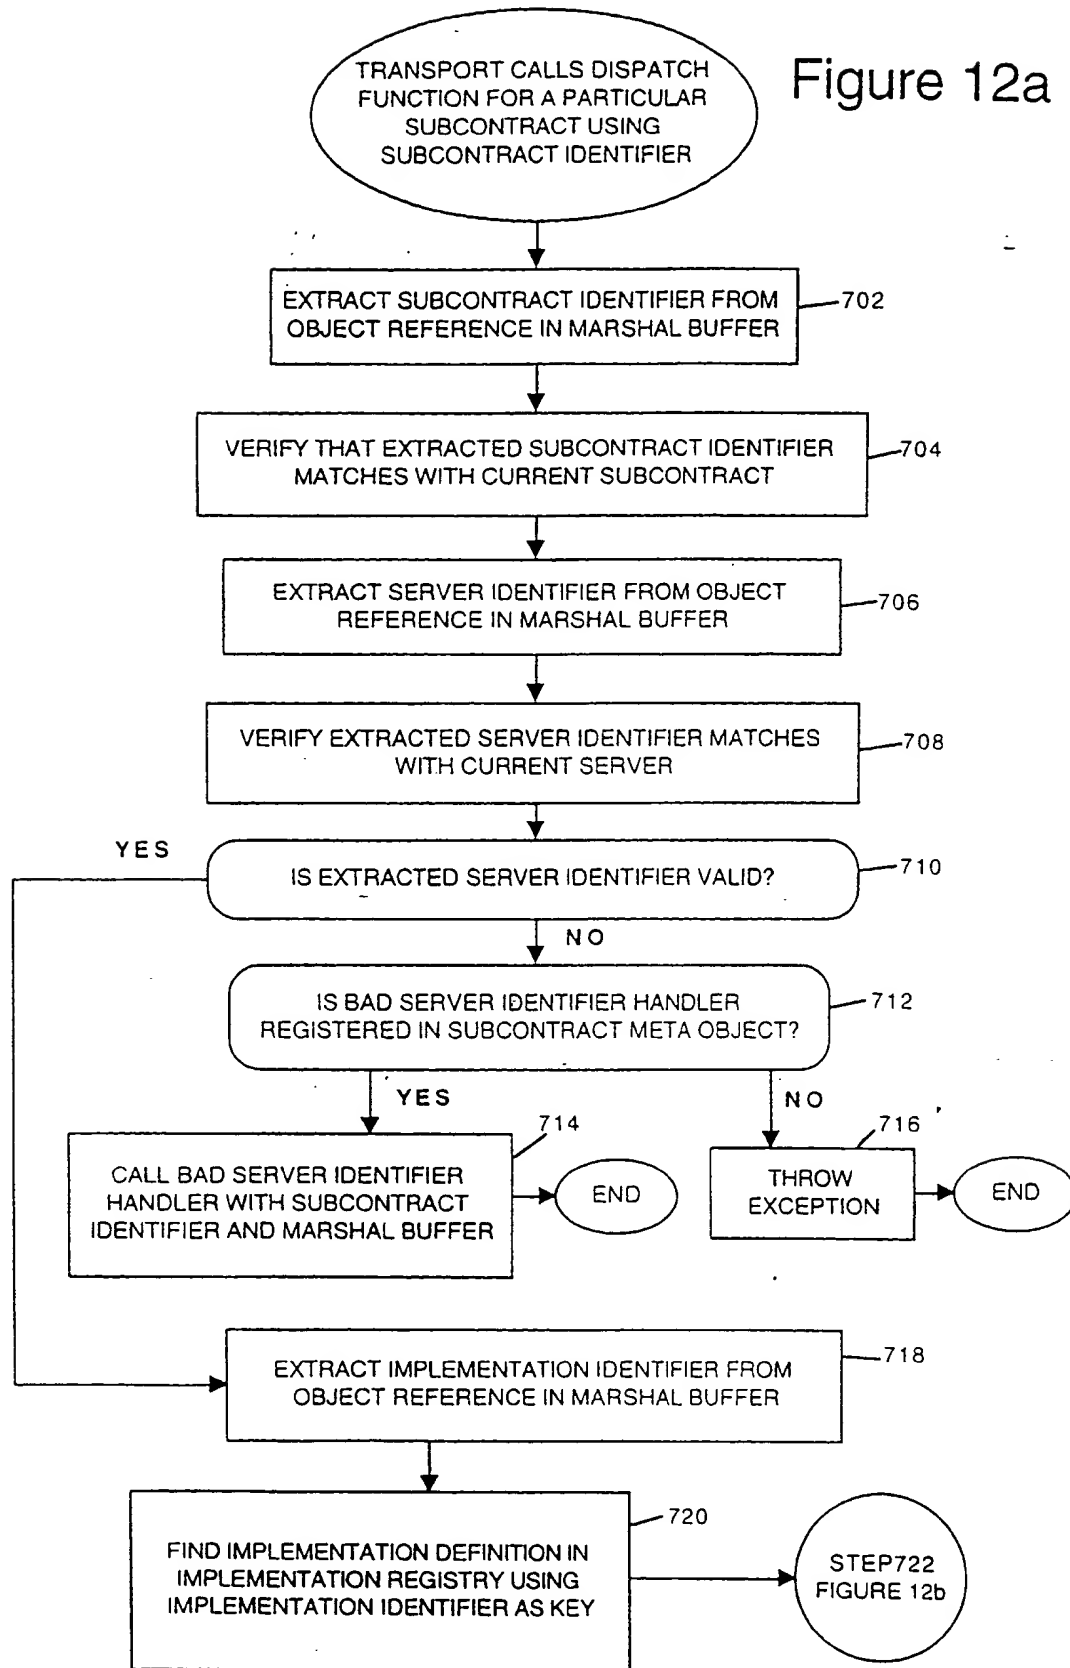 Figure 12a
TRANSPORT CALLS DISPATCH
FUNCTION FOR A PARTICULAR
SUBCONTRACT USING
SUBCONTRACT IDENTIFIER
EXTRACT SUBCONTRACT IDENTIFIER FROM
OBJECT REFERENCE IN MARSHAL BUFFER
702
VERIFY THAT EXTRACTED SUBCONTRACT IDENTIFIER
MATCHES WITH CURRENT SUBCONTRACT
704
EXTRACT SERVER IDENTIFIER FROM OBJECT
REFERENCE IN MARSHAL BUFFER
706
VERIFY EXTRACTED SERVER IDENTIFIER MATCHES
WITH CURRENT SERVER
708
YES
IS EXTRACTED SERVER IDENTIFIER VALID?
710
NO
IS BAD SERVER IDENTIFIER HANDLER
REGISTERED IN SUBCONTRACT META OBJECT?
712
YES
NO
714
CALL BAD SERVER IDENTIFIER
HANDLER WITH SUBCONTRACT
IDENTIFIER AND MARSHAL BUFFER
END
716
THROW
EXCEPTION
END
EXTRACT IMPLEMENTATION IDENTIFIER FROM
OBJECT REFERENCE IN MARSHAL BUFFER
718
720
FIND IMPLEMENTATION DEFINITION IN
IMPLEMENTATION REGISTRY USING
IMPLEMENTATION IDENTIFIER AS KEY
STEP722
FIGURE 12b